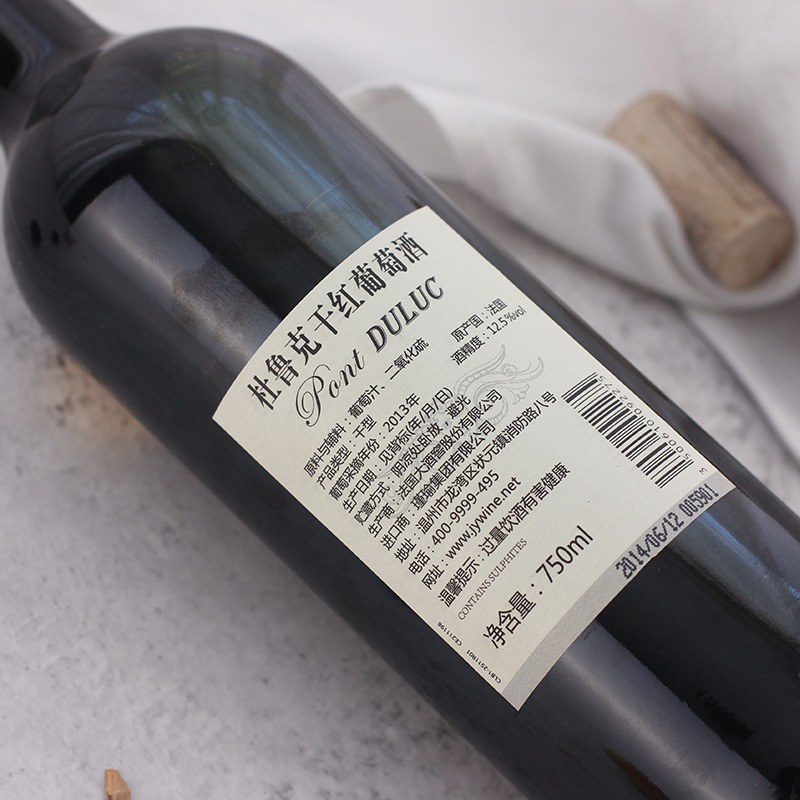 杜鲁克干红葡萄酒
Pont DULUC
原料与辅料：葡萄汁、二氧化硫
原产国：法国
产品类型：干型
酒精度：12.5%vol
葡萄采摘年份：2013年
生产日期：见背标(年/月/日)
贮藏方式：阴凉处卧放，避光
生产商：法国大酒窖股份有限公司
进口商：瑾瑜集团有限公司
地址：温州市龙湾区状元镇消防路八号
电话：400-9999-495
网址：www.jywine.net
温馨提示：过量饮酒有害健康
CONTAINS SULPHITES
净含量：750ml
2014/06/12 005901
CE211198